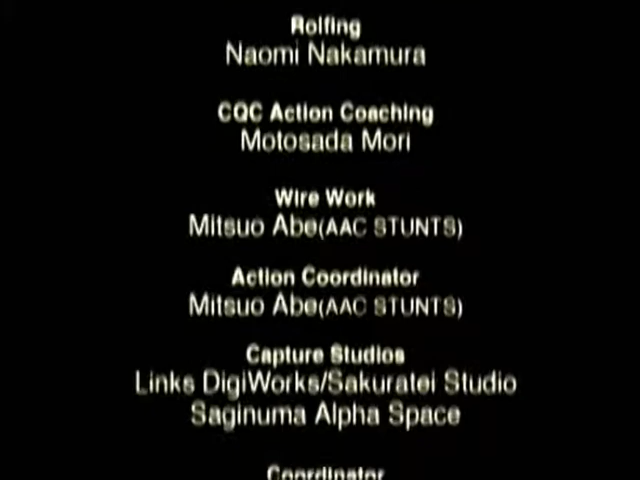 Rolfing
Naomi Nakamura
CQC Action Coaching
Motosada Mori
Wire Work
Mitsuo Abe(AAC STUNTS)
Action Coordinator
Mitsuo Abe(AAC STUNTS)
Capture Studios
Links DigiWorks/Sakuratei Studio
Saginuma Alpha Space
Coordinator